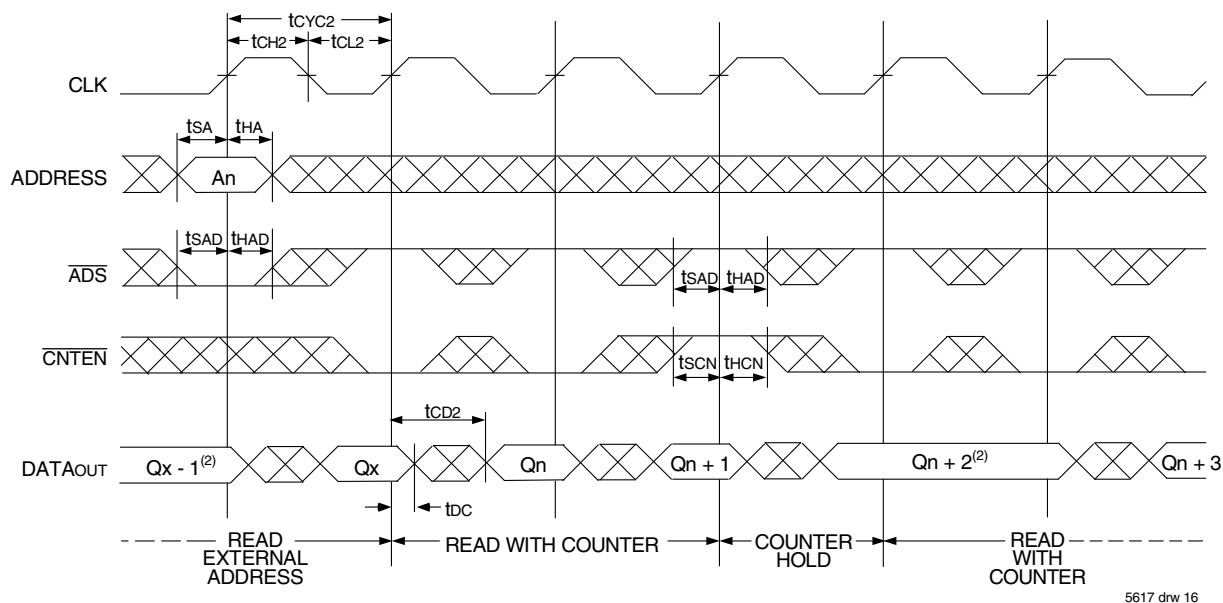 tCYC2
tCH2 tCL2
CLK
tSA tHA
ADDRESS An
tSAD tHAD
ADS tSAD tHAD
CNTEN
tSCN tHCN
tCD2
DATAOUT Qx - 1(2) Qx Qn Qn + 1 Qn + 2(2) Qn + 3
tDC
READ EXTERNAL ADDRESS
READ WITH COUNTER
COUNTER HOLD
READ WITH COUNTER
5617 drw 16